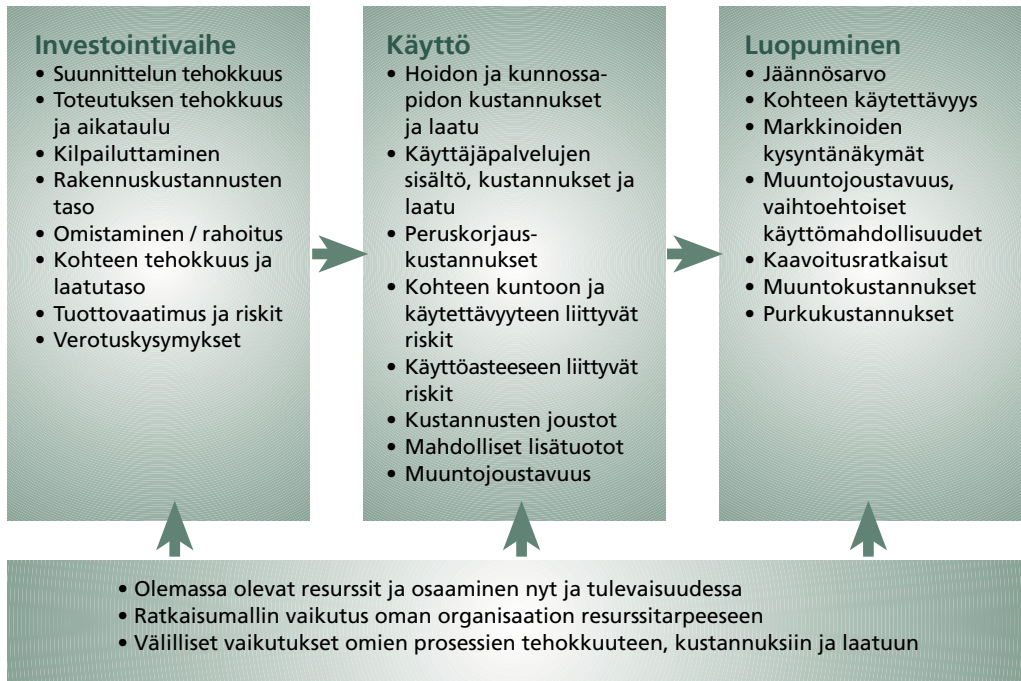 Investointivaihe
• Suunnittelun tehokkuus
• Toteutuksen tehokkuus
ja aikataulu
• Kilpailuttaminen
• Rakennuskustannusten
taso
• Omistaminen / rahoitus
• Kohteen tehokkuus ja
laatutaso
• Tuottovaatimus ja riskit
• Verotuskysymykset
Käyttö
• Hoidon ja kunnossa-
pidon kustannukset
ja laatu
• Käyttäjäpalvelujen
sisältö, kustannukset ja
laatu
• Peruskorjaus-
kustannukset
• Kohteen kuntoon ja
käytettävyyteen liittyvät
riskit
• Käyttöasteeseen liittyvät
riskit
• Kustannusten joustot
• Mahdolliset lisätuotot
• Muuntojoustavuus
Luopuminen
• Jäännösarvo
• Kohteen käytettävyys
• Markkinoiden
kysyntänäkymät
• Muuntojoustavuus,
vaihtoehtoiset
käyttömahdollisuudet
• Kaavoitusratkaisut
• Muuntokustannukset
• Purkukustannukset
• Olemassa olevat resurssit ja osaaminen nyt ja tulevaisuudessa
• Ratkaisumallin vaikutus oman organisaation resurssitarpeeseen
• Välilliset vaikutukset omien prosessien tehokkuuteen, kustannuksiin ja laatuun